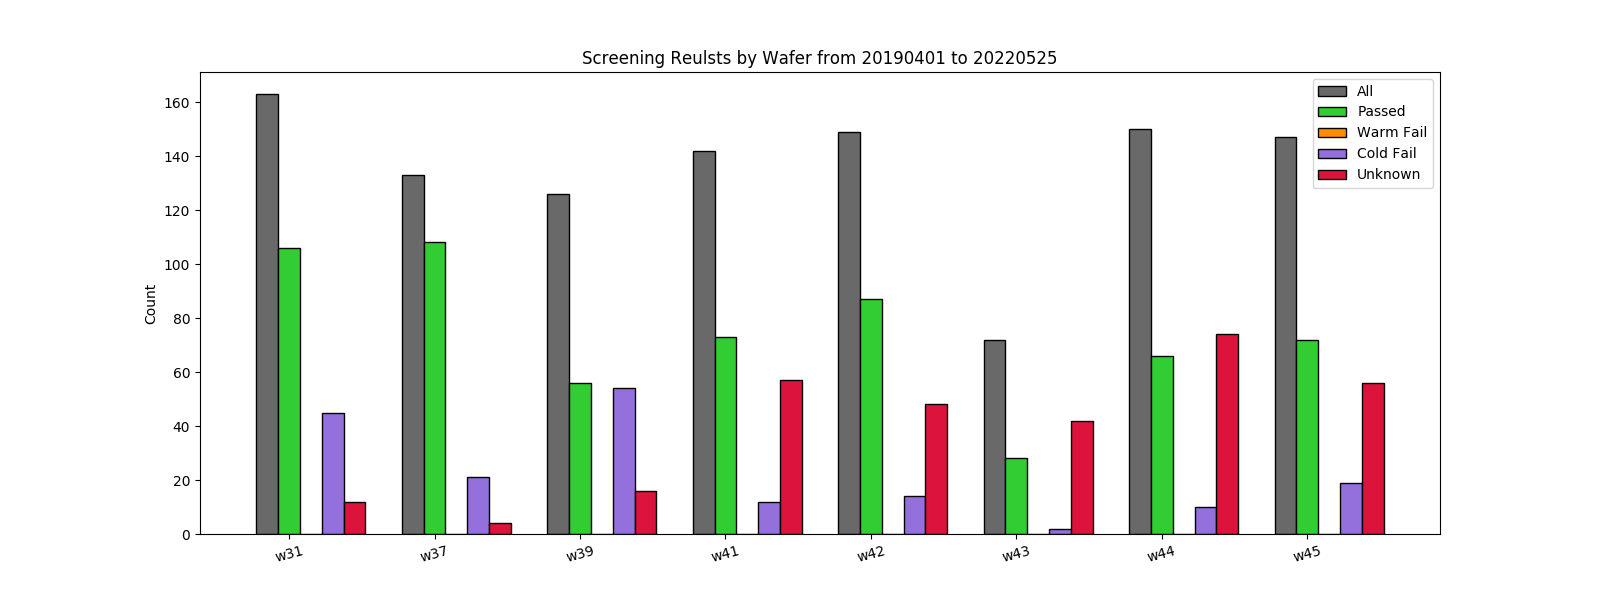 Screening Reulsts by Wafer from 20190401 to 20220525
All
Passed
Warm Fail
Cold Fail
Unknown
Count
160
140
120
100
80
60
40
20
0
w31
w37
w39
w41
w42
w43
w44
w45